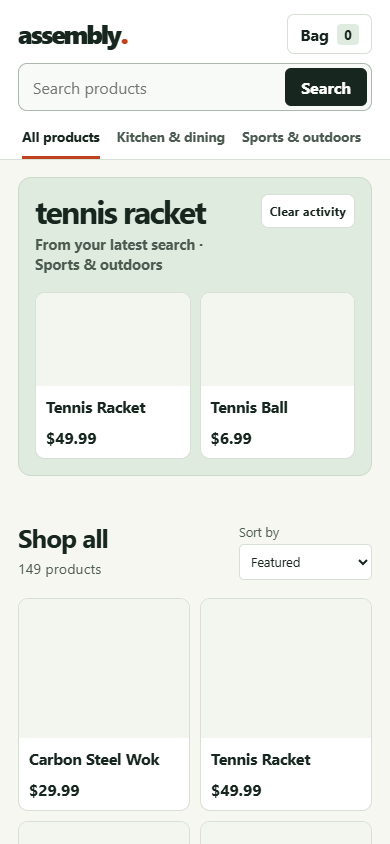 assembly.
Bag 0
Search products
Search
All products
Kitchen & dining
Sports & outdoors
tennis racket
Clear activity
From your latest search ·
Sports & outdoors
Tennis Racket
$49.99
Tennis Ball
$6.99
Shop all
149 products
Sort by
Featured
Carbon Steel Wok
$29.99
Tennis Racket
$49.99